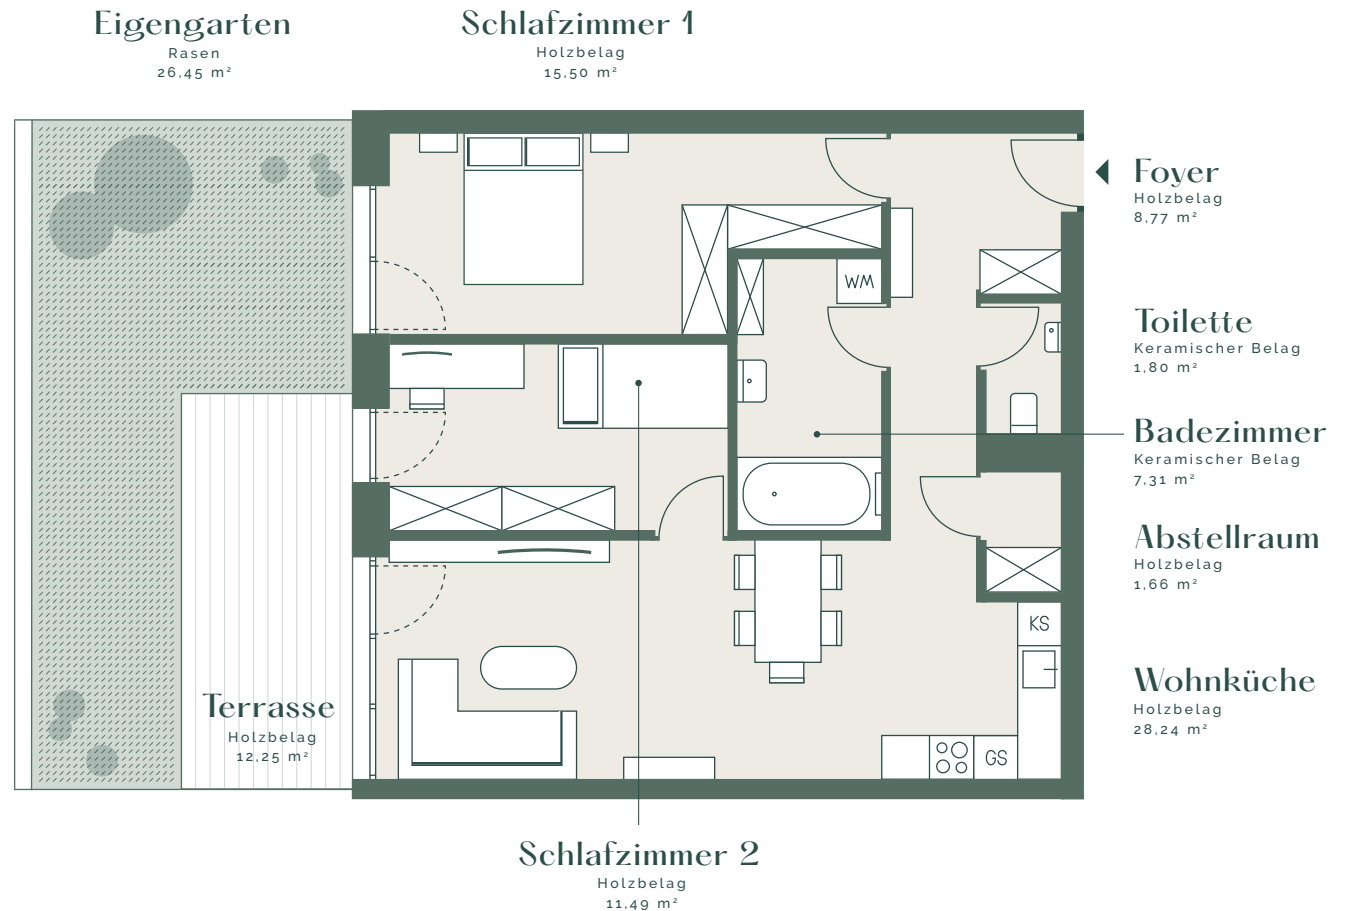 Eigengarten
Rasen
26,45 m²
Schlafzimmer 1
Holzbelag
15,50 m²
Foyer
Holzbelag
8,77 m²
WM
Toilette
Keramischer Belag
1,80 m²
Badezimmer
Keramischer Belag
7,31 m²
Abstellraum
Holzbelag
1,66 m²
KS
Wohnküche
Holzbelag
28,24 m²
Terrasse
Holzbelag
12,25 m²
GS
Schlafzimmer 2
Holzbelag
11,49 m²